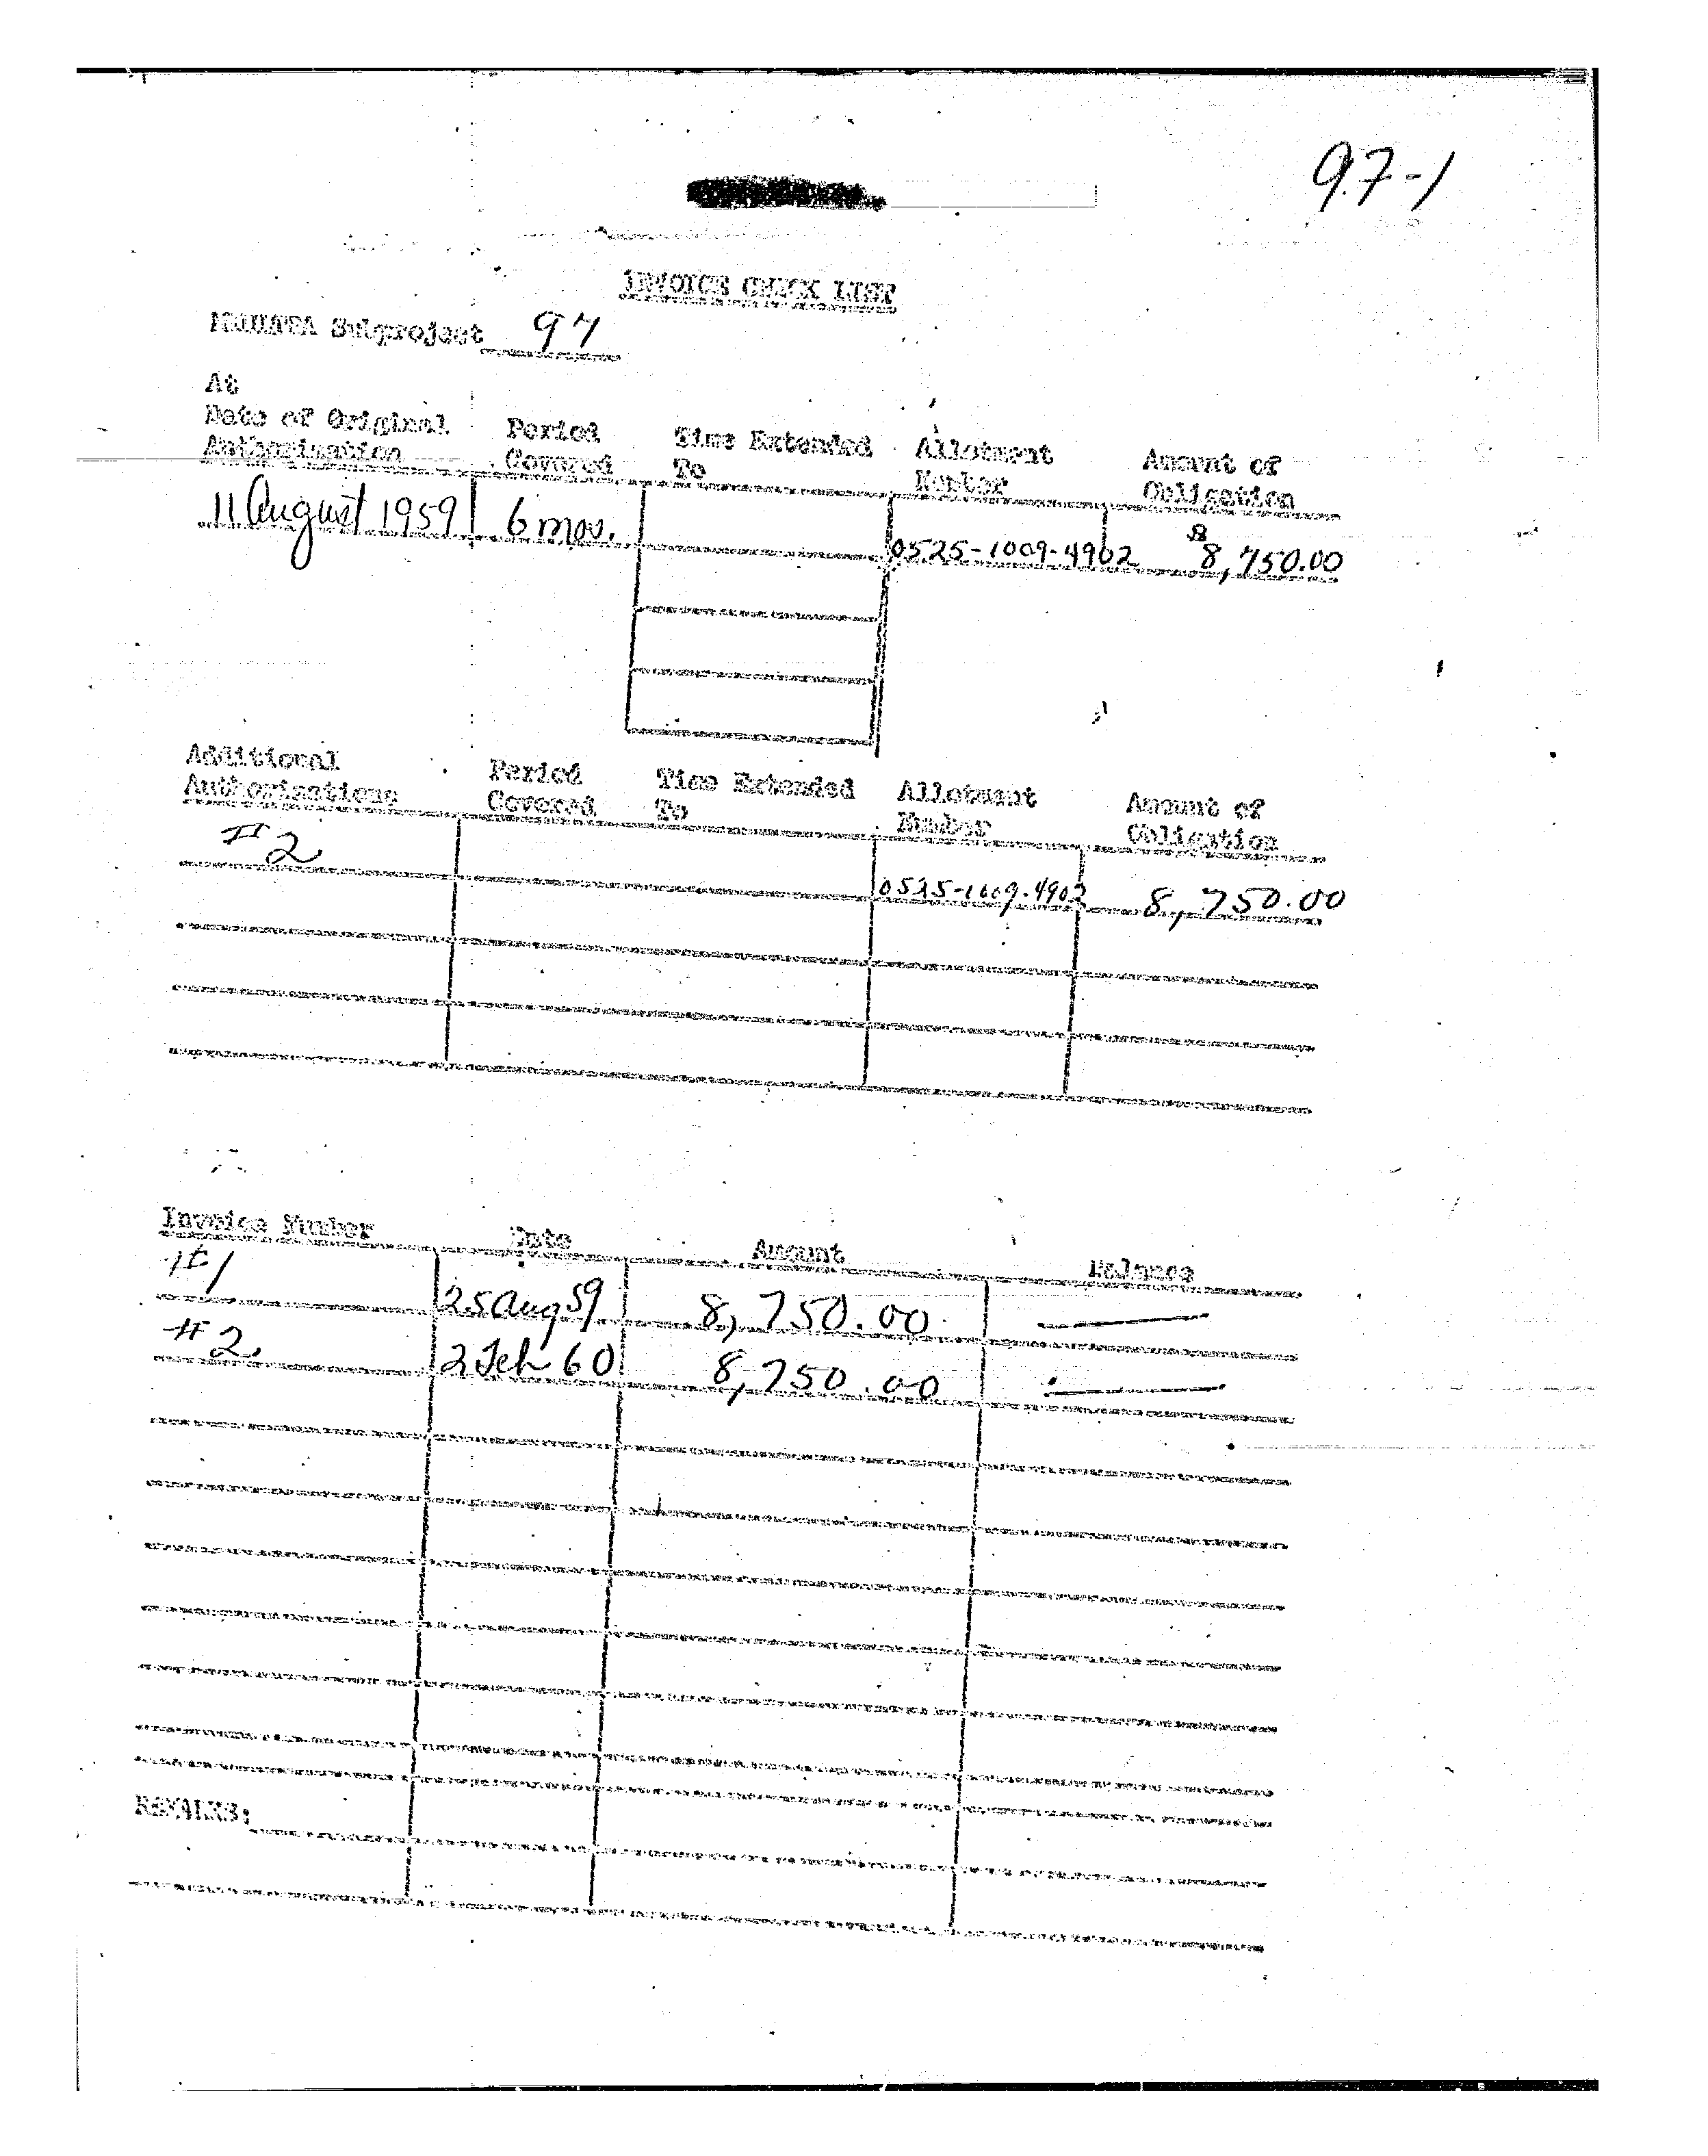 97-1
INVOICE CHECK LIST
MKULTRA Subproject 97
At
Date of Original Authorization | Period Covered | Time Extended To | Allotment Number | Amount of Obligation
11 August 1959 | 6 mos. | | 0525-1009-4902 | $8,750.00
Additional Authorizations | Period Covered | Time Extended To | Allotment Number | Amount of Obligation
#2 | | | 0525-1009-4902 | 8,750.00
Invoice Number | Date | Amount | Balance
#1 | 25 Aug 59 | 8,750.00 | —
#2 | 2 Feb 60 | 8,750.00 | —
REMARKS: